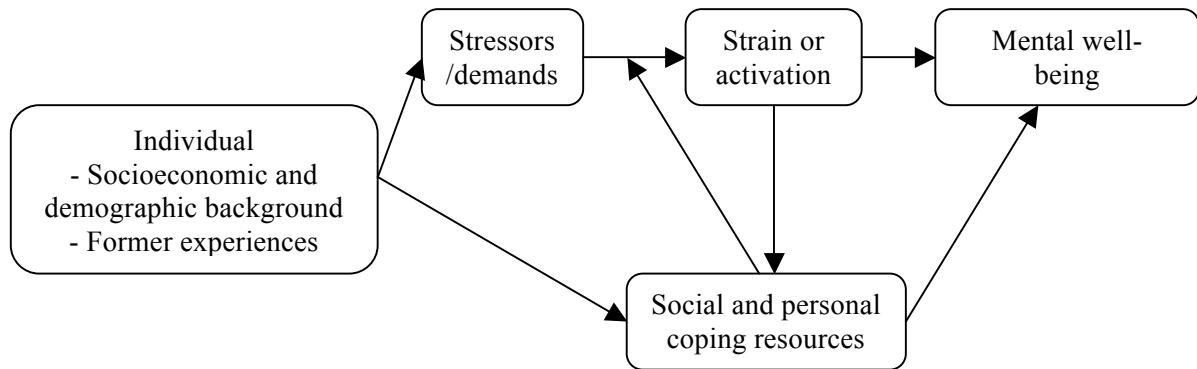 Stressors
/demands
Strain or
activation
Mental well-
being
Individual
- Socioeconomic and
demographic background
- Former experiences
Social and personal
coping resources